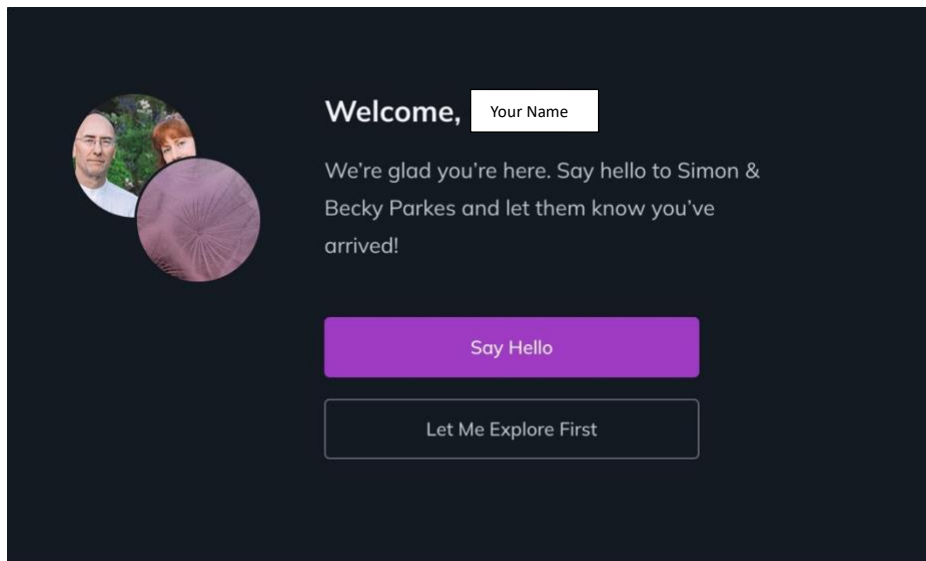 Welcome, Your Name
We’re glad you’re here. Say hello to Simon &
Becky Parkes and let them know you’ve
arrived!
Say Hello
Let Me Explore First